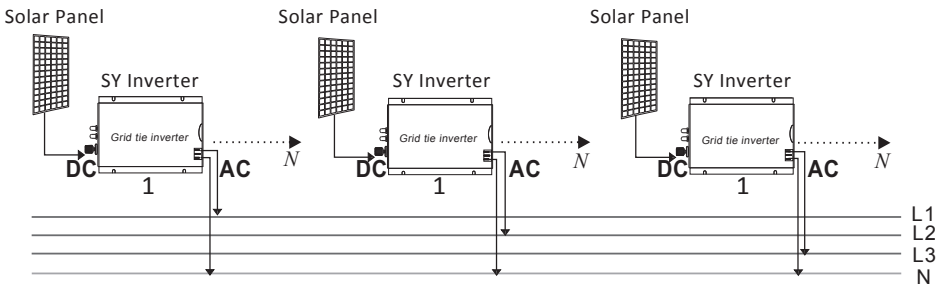 Solar Panel
Solar Panel
Solar Panel
SY Inverter
SY Inverter
SY Inverter
Grid tie inverter
Grid tie inverter
Grid tie inverter
N
N
N
DC
AC
DC
AC
DC
AC
1
1
1
L1
L2
L3
N